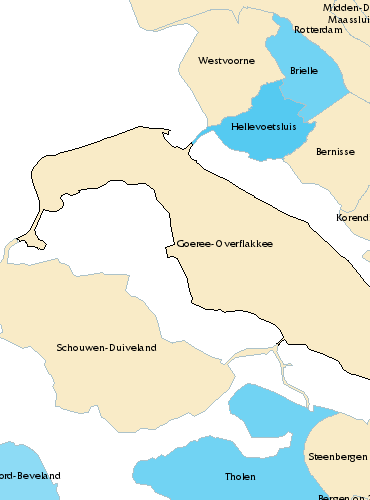 Midden-D
Maasslui
Rotterdam
Westvoorne
Brielle
Hellevoetsluis
Bernisse
Korend
Goeree-Overflakkee
Schouwen-Duiveland
Steenbergen
ord-Beveland
Tholen
Bergen op